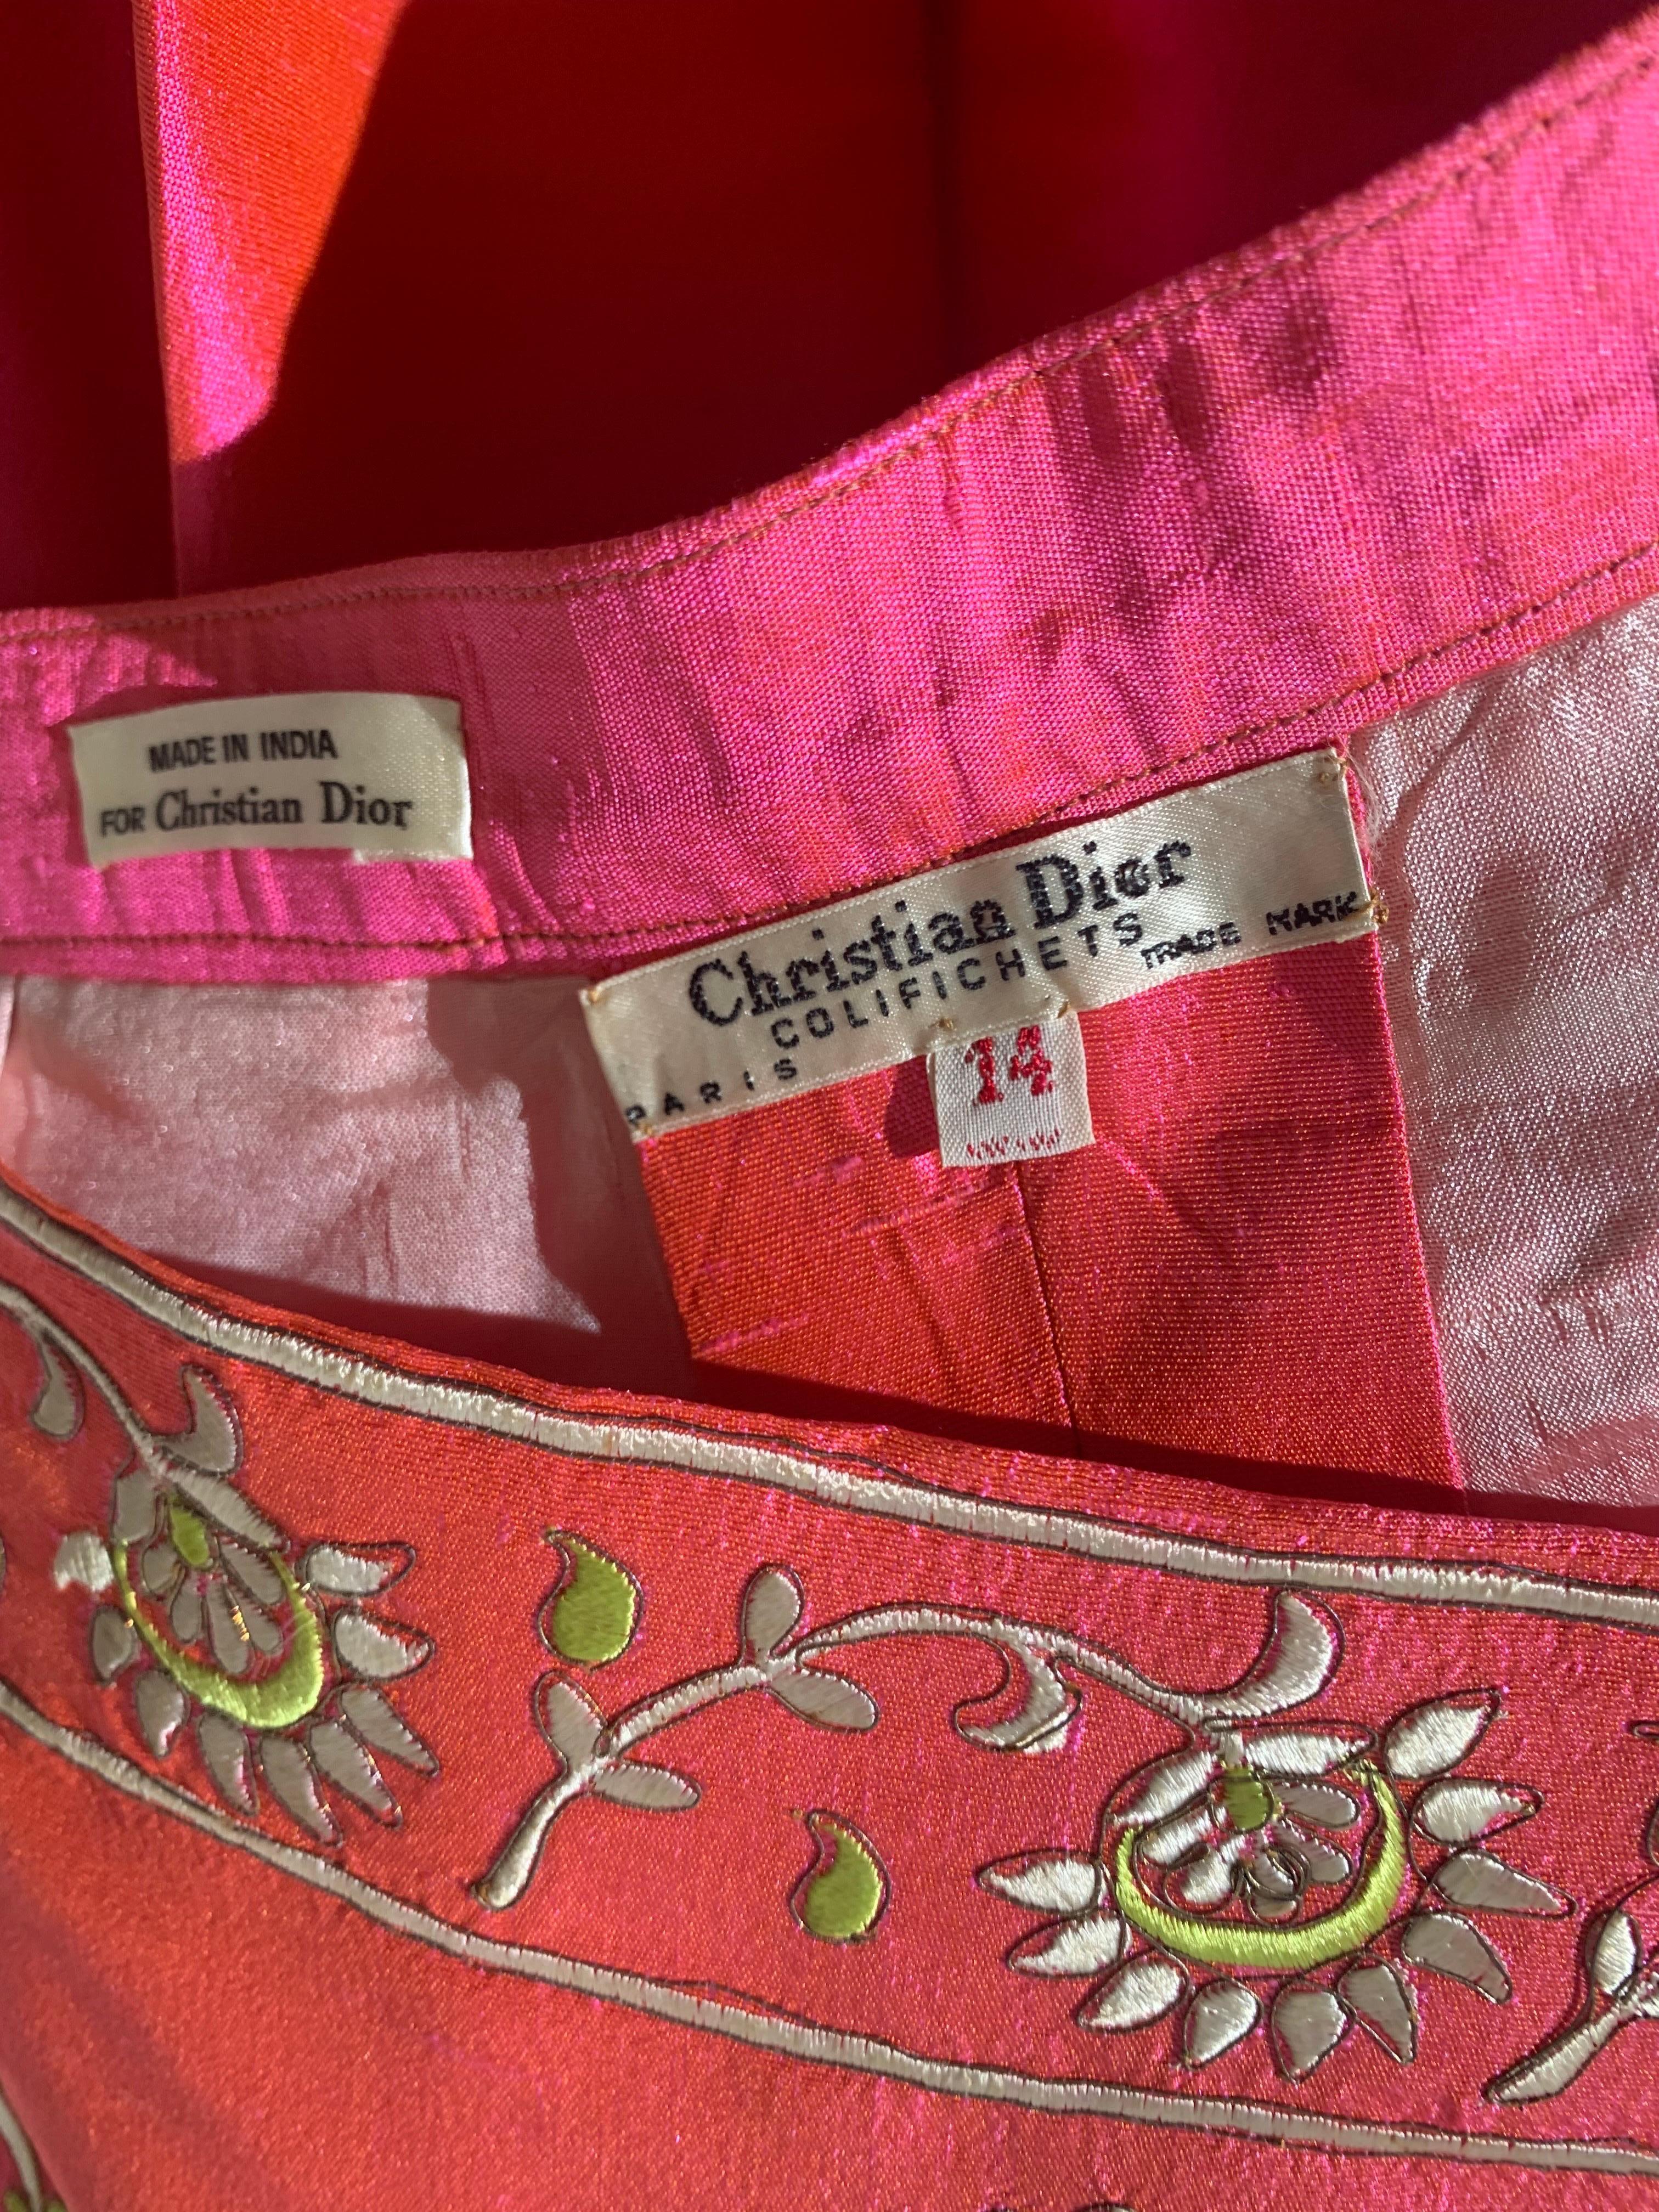 MADE IN INDIA
FOR Christian Dior
Christian Dior
COLIFICHETS
PARIS TRADE MARK
14